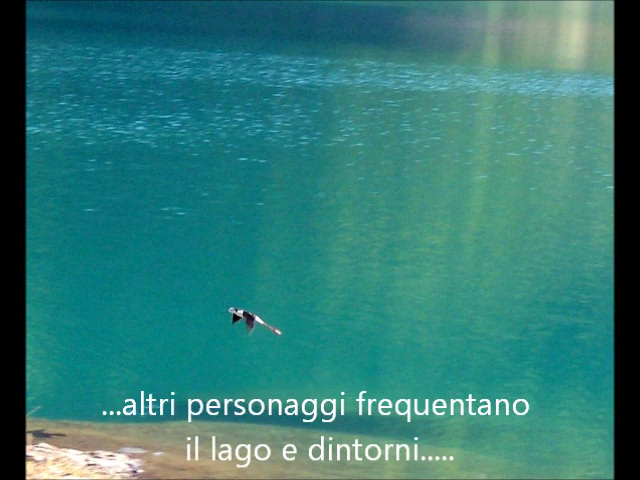 ...altri personaggi frequentano
il lago e dintorni.....